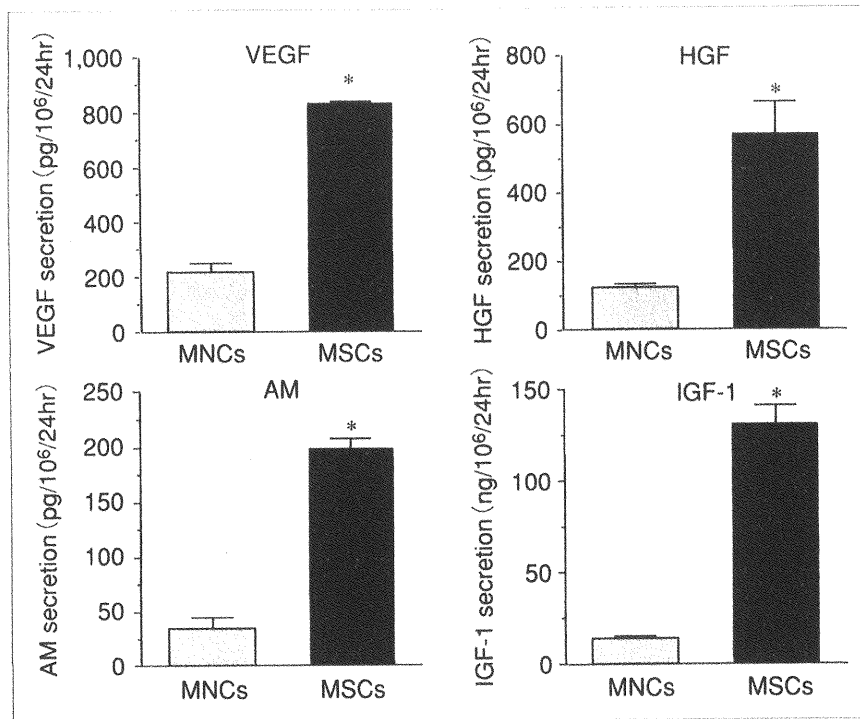 VEGF
VEGF secretion (pg/10⁶/24hr)
1,000
800
600
400
200
0
*
MNCs
MSCs
HGF
HGF secretion (pg/10⁶/24hr)
800
600
400
200
0
*
MNCs
MSCs
AM
AM secretion (pg/10⁶/24hr)
250
200
150
100
50
0
*
MNCs
MSCs
IGF-1
IGF-1 secretion (ng/10⁶/24hr)
150
100
50
0
*
MNCs
MSCs